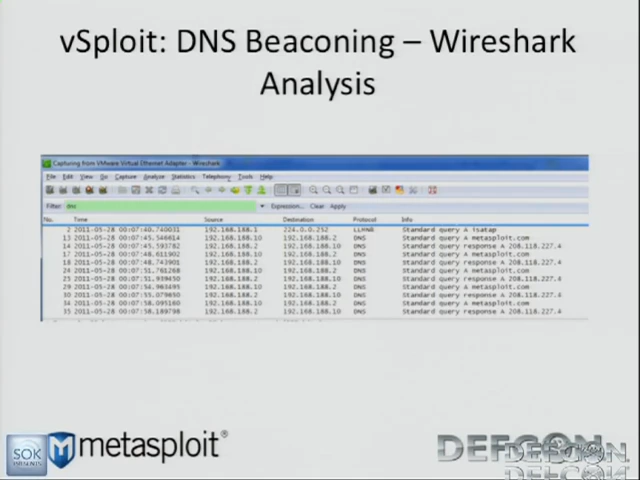 vSploit: DNS Beaconing – Wireshark
Analysis
Capturing from VMware Virtual Ethernet Adapter - Wireshark
File Edit View Go Capture Analyze Statistics Telephony Tools Help
Filter: dns Expression... Clear Apply
No. Time Source Destination Protocol Info
2 2011-05-28 00:07:40.740031 192.168.188.1 224.0.0.252 LLMNR Standard query A isatap
13 2011-05-28 00:07:45.546614 192.168.188.10 192.168.188.2 DNS Standard query A metasploit.com
14 2011-05-28 00:07:45.593782 192.168.188.2 192.168.188.10 DNS Standard query response A 208.118.227.4
17 2011-05-28 00:07:48.611902 192.168.188.10 192.168.188.2 DNS Standard query A metasploit.com
18 2011-05-28 00:07:48.743901 192.168.188.2 192.168.188.10 DNS Standard query response A 208.118.227.4
24 2011-05-28 00:07:51.761268 192.168.188.10 192.168.188.2 DNS Standard query A metasploit.com
25 2011-05-28 00:07:51.939650 192.168.188.2 192.168.188.10 DNS Standard query response A 208.118.227.4
29 2011-05-28 00:07:54.963695 192.168.188.10 192.168.188.2 DNS Standard query A metasploit.com
30 2011-05-28 00:07:55.079650 192.168.188.2 192.168.188.10 DNS Standard query response A 208.118.227.4
34 2011-05-28 00:07:58.095160 192.168.188.10 192.168.188.2 DNS Standard query A metasploit.com
35 2011-05-28 00:07:58.189798 192.168.188.2 192.168.188.10 DNS Standard query response A 208.118.227.4
SOK
M metasploit®
DEFCON
DEFCON